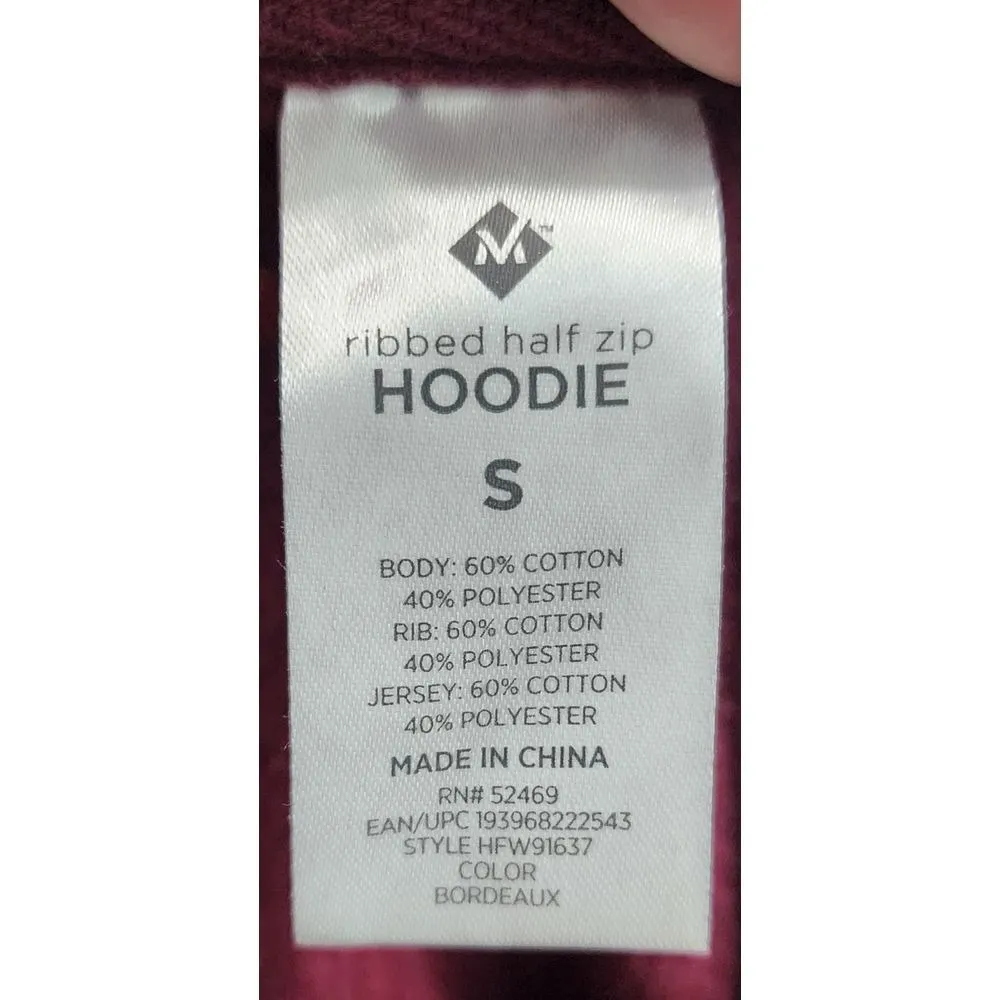 M™
ribbed half zip
HOODIE
S
BODY: 60% COTTON
40% POLYESTER
RIB: 60% COTTON
40% POLYESTER
JERSEY: 60% COTTON
40% POLYESTER
MADE IN CHINA
RN# 52469
EAN/UPC 193968222543
STYLE HFW91637
COLOR
BORDEAUX